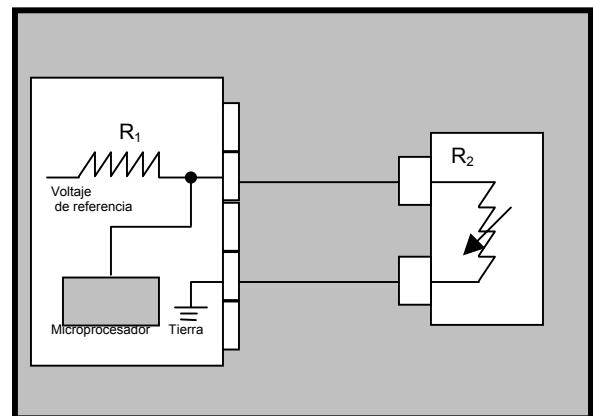 R₁
R₂
Voltaje
de referencia
Microprocesador
Tierra